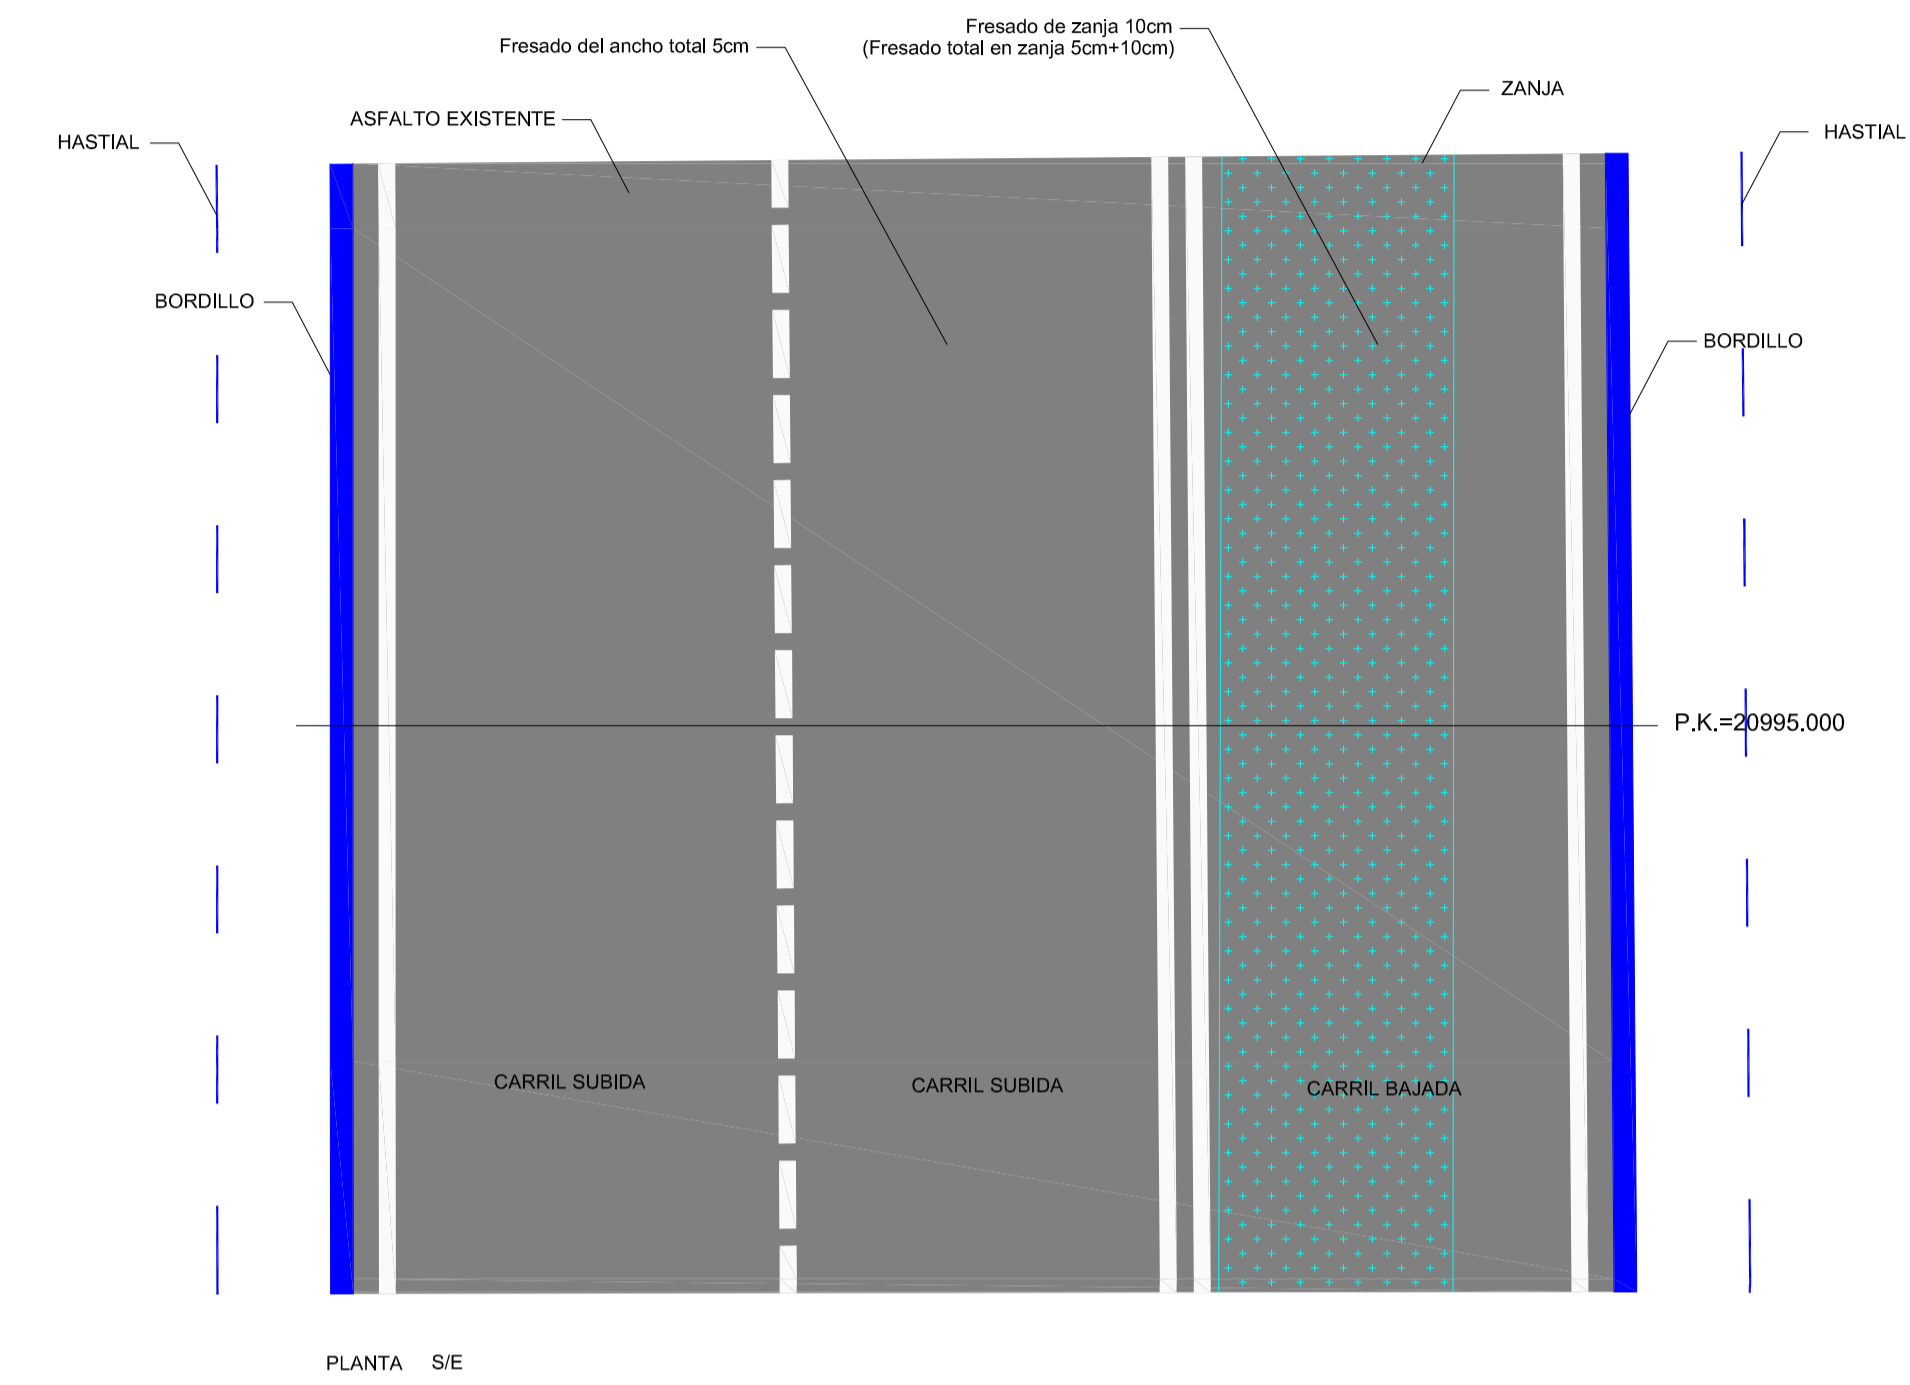 Fresado de zanja 10cm
(Fresado total en zanja 5cm+10cm)
Fresado del ancho total 5cm
ZANJA
ASFALTO EXISTENTE
HASTIAL
HASTIAL
BORDILLO
BORDILLO
P.K.=20995.000
CARRIL SUBIDA
CARRIL SUBIDA
CARRIL BAJADA
PLANTA S/E